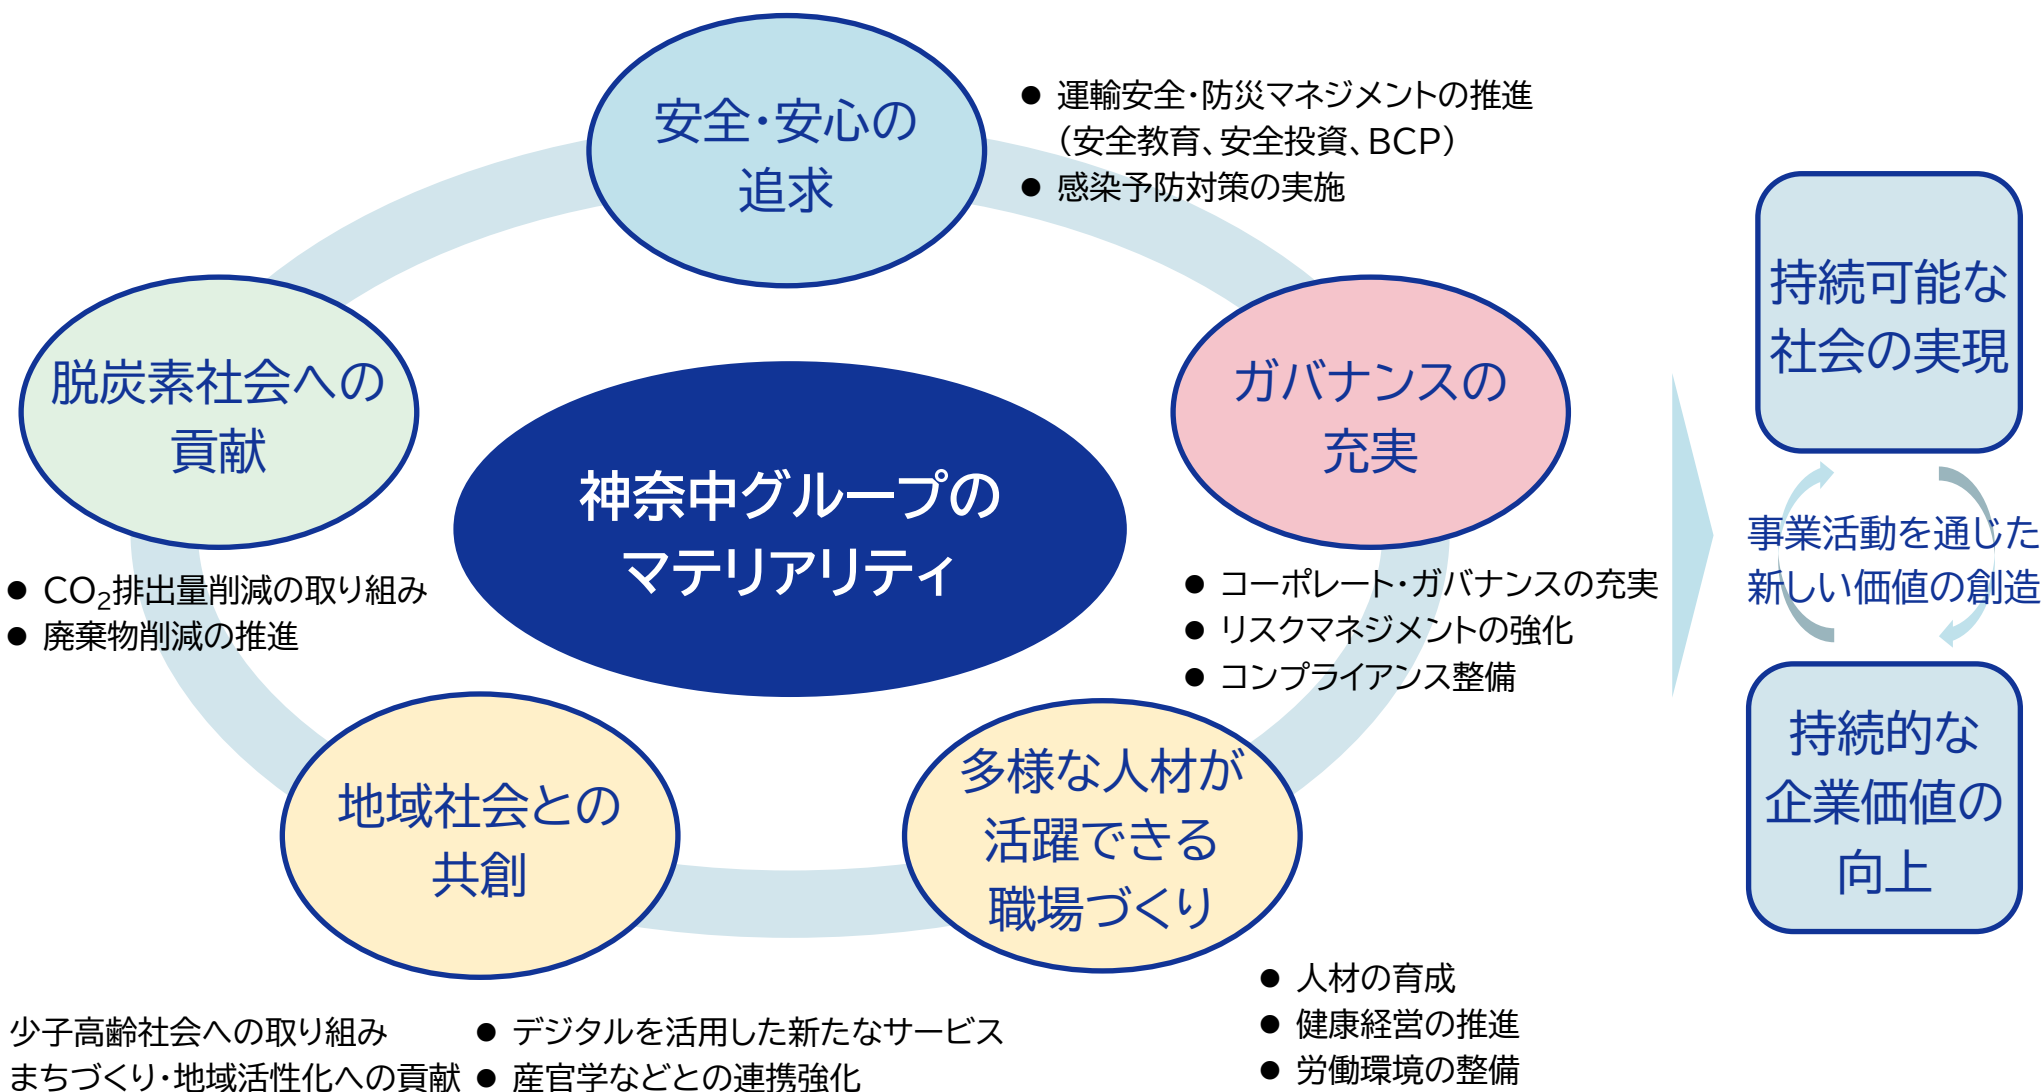 安全・安心の
追求
● 運輸安全・防災マネジメントの推進
（安全教育、安全投資、BCP）
● 感染予防対策の実施
脱炭素社会への
貢献
● CO₂排出量削減の取り組み
● 廃棄物削減の推進
神奈中グループの
マテリアリティ
ガバナンスの
充実
● コーポレート・ガバナンスの充実
● リスクマネジメントの強化
● コンプライアンス整備
地域社会との
共創
少子高齢社会への取り組み
まちづくり・地域活性化への貢献
● デジタルを活用した新たなサービス
● 産官学などとの連携強化
多様な人材が
活躍できる
職場づくり
● 人材の育成
● 健康経営の推進
● 労働環境の整備
持続可能な
社会の実現
事業活動を通じた
新しい価値の創造
持続的な
企業価値の
向上